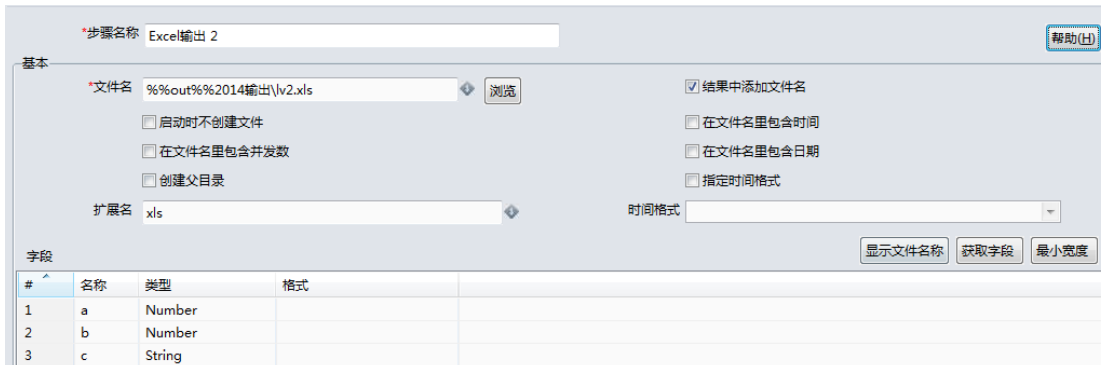 *步骤名称 Excel输出 2 帮助(H)
基本
*文件名 %%out%%2014输出\lv2.xls 浏览 结果中添加文件名
启动时不创建文件 在文件名里包含时间
在文件名里包含并发数 在文件名里包含日期
创建父目录 指定时间格式
扩展名 xls 时间格式
字段 显示文件名称 获取字段 最小宽度
# 名称 类型 格式
1 a Number
2 b Number
3 c String